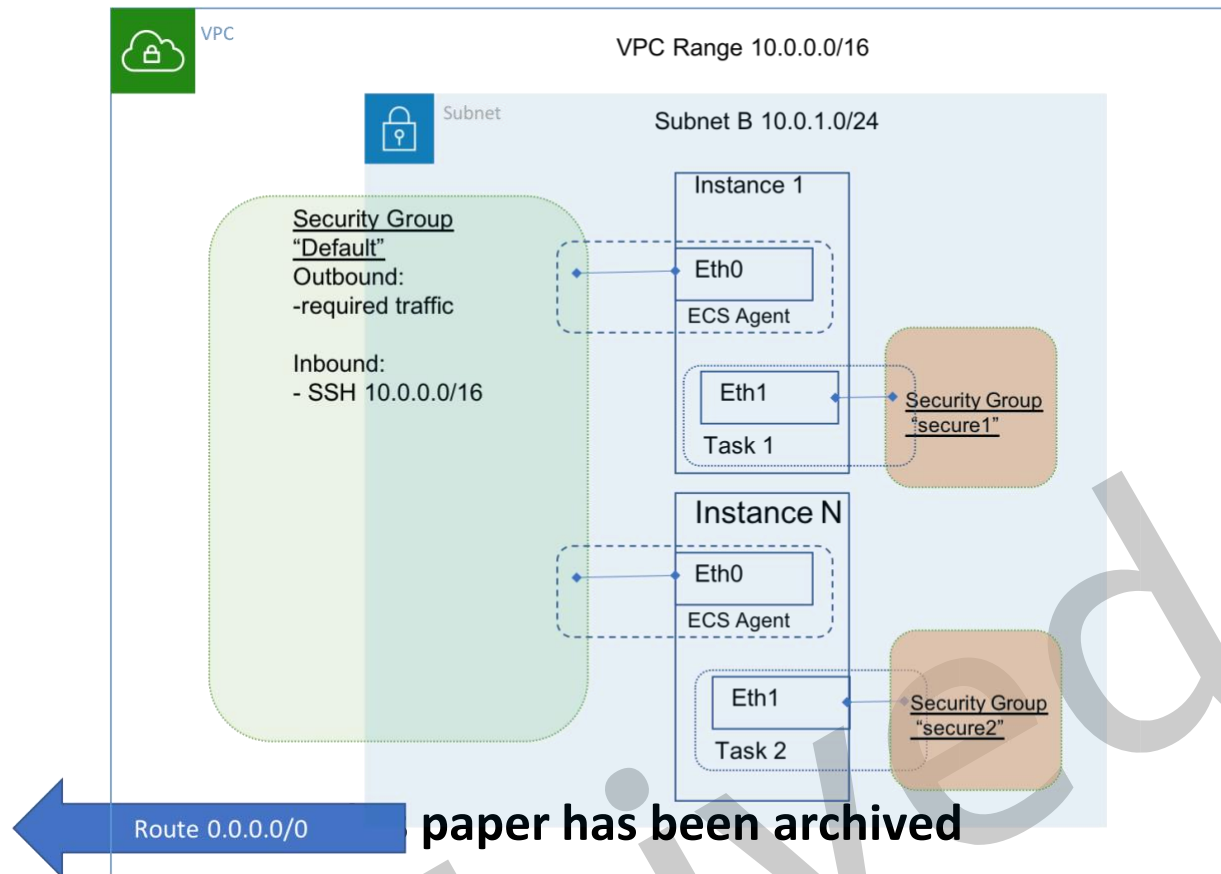 VPC
VPC Range 10.0.0.0/16
Subnet
Subnet B 10.0.1.0/24
Security Group
“Default”
Outbound:
-required traffic
Inbound:
- SSH 10.0.0.0/16
Instance 1
Eth0
ECS Agent
Eth1
Task 1
Security Group
“secure1”
Instance N
Eth0
ECS Agent
Eth1
Task 2
Security Group
“secure2”
Route 0.0.0.0/0
paper has been archived